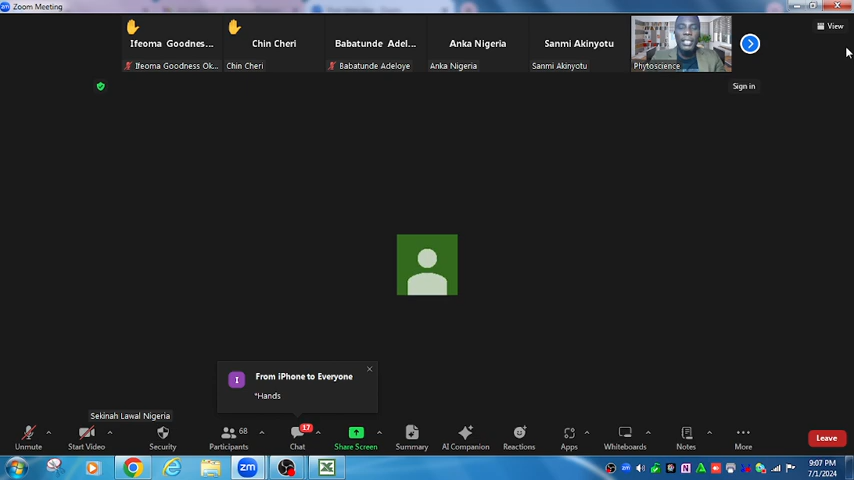 Zoom Meeting
View
Ifeoma Goodness...
Chin Cheri
Babatunde Adel...
Anka Nigeria
Sanmi Akinyotu
Ifeoma Goodness Ok...
Chin Cheri
Babatunde Adeloye
Anka Nigeria
Sanmi Akinyotu
Phytoscience
Sign in
I
From iPhone to Everyone
*Hands
Sekinah Lawal Nigeria
68
17
Unmute
Start Video
Security
Participants
Chat
Share Screen
Summary
AI Companion
Reactions
Apps
Whiteboards
Notes
More
Leave
zm
9:07 PM
7/1/2024